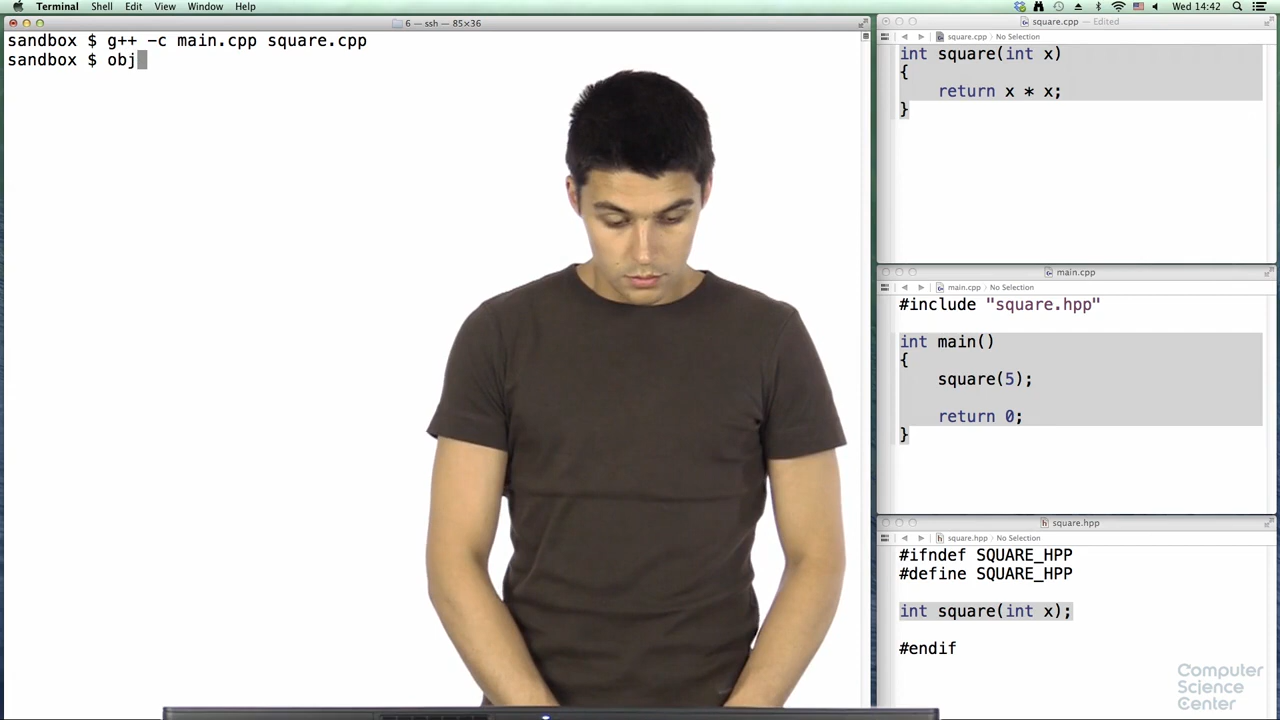 Terminal Shell Edit View Window Help
Wed 14:42
6 — ssh — 85×36
sandbox $ g++ -c main.cpp square.cpp
sandbox $ obj
square.cpp — Edited
square.cpp › No Selection
int square(int x)
{
return x * x;
}
main.cpp
main.cpp › No Selection
#include "square.hpp"
int main()
{
square(5);
return 0;
}
square.hpp
square.hpp › No Selection
#ifndef SQUARE_HPP
#define SQUARE_HPP
int square(int x);
#endif
Computer
Science
Center